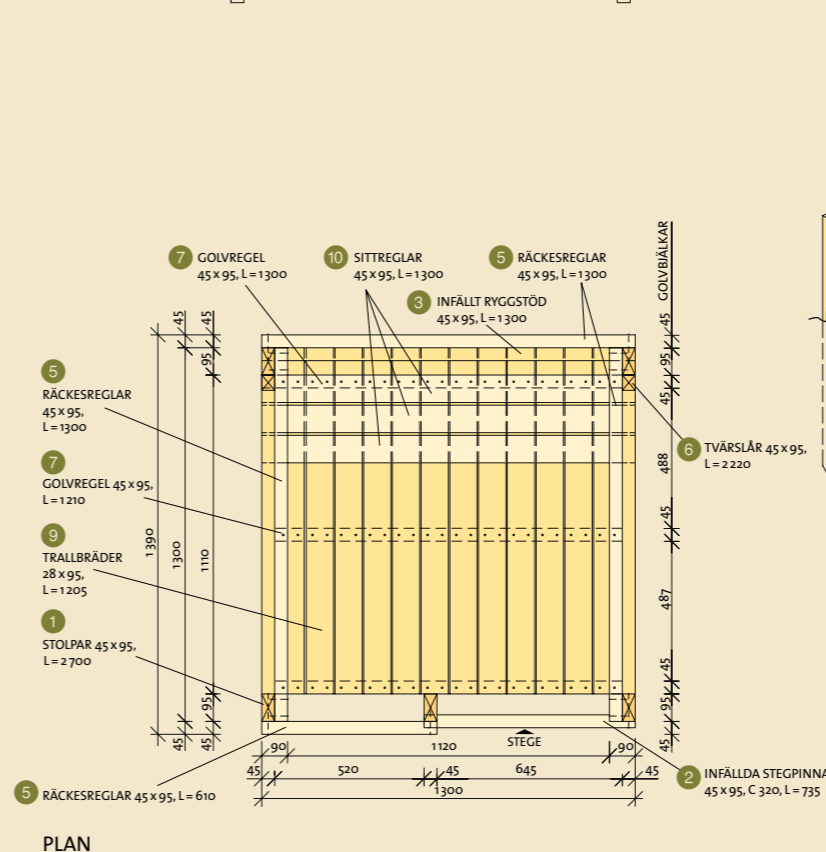 7 GOLVREGEL
45 x 95, L = 1300
10 SITTREGLAR
45 x 95, L = 1300
5 RÄCKESREGLAR
45 x 95, L = 1300
3 INFÄLLT RYGGSTÖD
45 x 95, L = 1300
GOLVBJÄLKAR
45
45
45
95
45
95
45
5
RÄCKESREGLAR
45 x 95,
L = 1300
6 TVÄRSLÅR 45 x 95,
L = 2220
488
7
GOLVREGEL 45 x 95,
L = 1210
45
9
TRALLBRÄDER
28 x 95,
L = 1205
1390
1300
1110
487
1
STOLPAR 45 x 95,
L = 2700
45
95
95
45
45
45
90
1120
STEGE
90
45
520
45
645
45
1300
2 INFÄLLDA STEGPINNA
45 x 95, C 320, L = 735
5 RÄCKESREGLAR 45 x 95, L = 610
PLAN